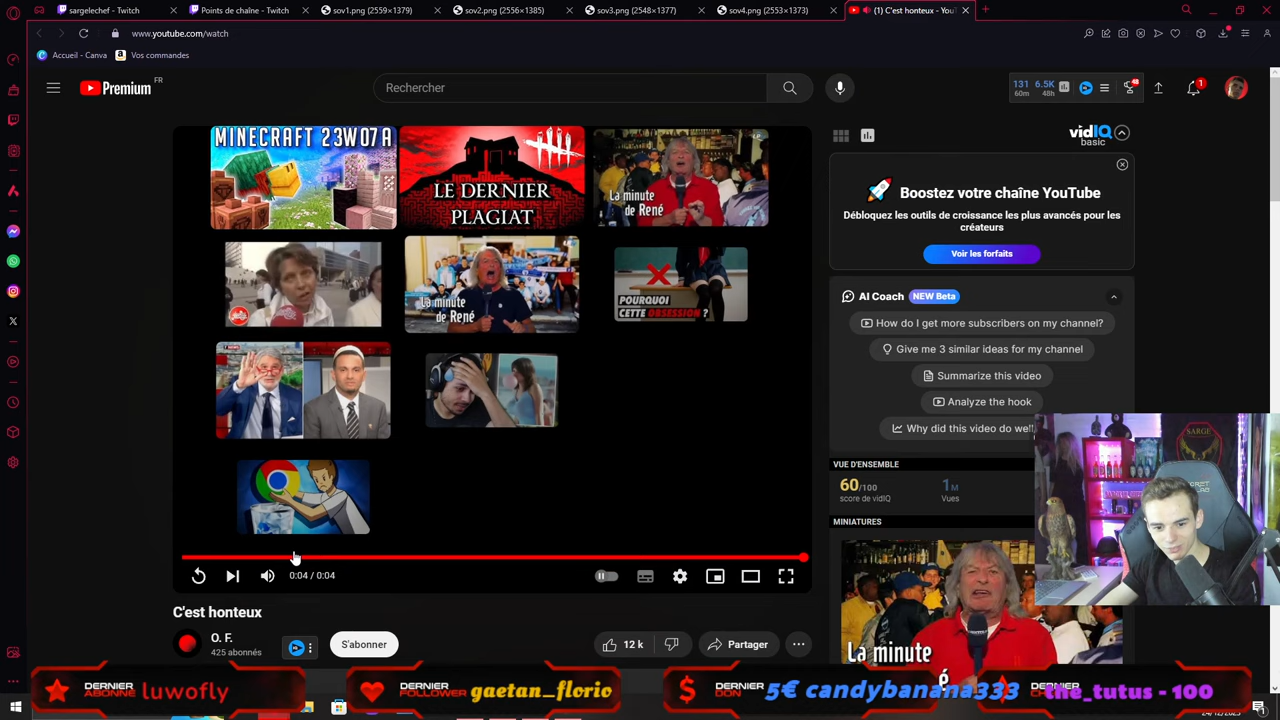 sargelechef - Twitch
Points de chaîne - Twitch
sov1.png (2559×1379)
sov2.png (2556×1385)
sov3.png (2548×1377)
sov4.png (2553×1373)
(1) C'est honteux - You
www.youtube.com/watch
Accueil - Canva
Vos commandes
Premium FR
Rechercher
131 6.5K
60m 48h
48
1
MINECRAFT 23W07A
LE DERNIER
PLAGIAT
La minute
de René
La minute
de René
POURQUOI
CETTE OBSESSION ?
0:04 / 0:04
C'est honteux
O. F.
425 abonnés
S'abonner
12 k
Partager
vidIQ
basic
Boostez votre chaîne YouTube
Débloquez les outils de croissance les plus avancés pour les
créateurs
Voir les forfaits
AI Coach NEW Beta
How do I get more subscribers on my channel?
Give me 3 similar ideas for my channel
Summarize this video
Analyze the hook
Why did this video do well
VUE D'ENSEMBLE
60/100
score de vidIQ
1M
Vues
MINIATURES
La minute
SARGE
DERNIER
ABONNÉ
luwofly
DERNIER
FOLLOWER
gaetan_florio
DERNIER
DON
5€ candybanana333
DERNIER
the_tutus - 100
24/12/2023